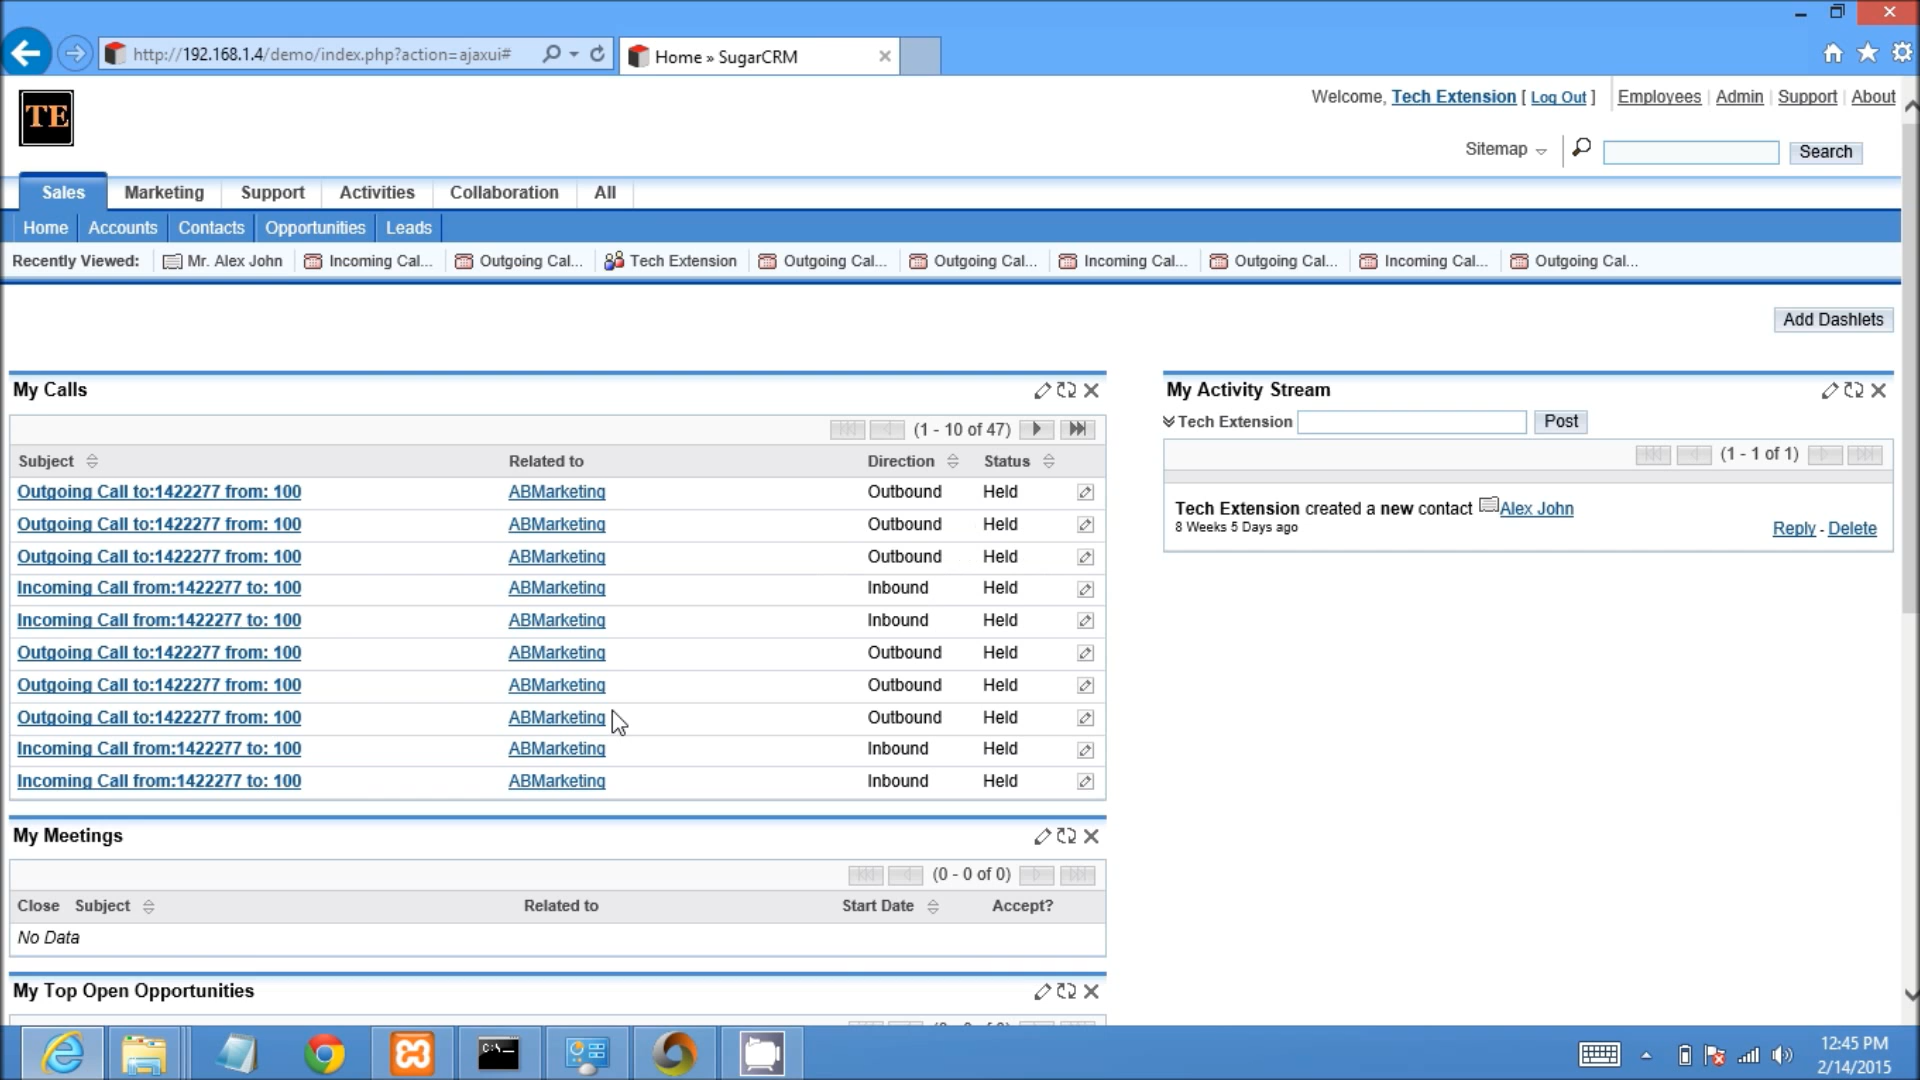 http://192.168.1.4/demo/index.php?action=ajaxui#
Home » SugarCRM
TE
Welcome, Tech Extension [ Log Out ] Employees Admin Support About
Sitemap Search
Sales Marketing Support Activities Collaboration All
Home Accounts Contacts Opportunities Leads
Recently Viewed: Mr. Alex John Incoming Cal... Outgoing Cal... Tech Extension Outgoing Cal... Outgoing Cal... Incoming Cal... Outgoing Cal... Incoming Cal... Outgoing Cal...
Add Dashlets
My Calls
(1 - 10 of 47)
Subject Related to Direction Status
Outgoing Call to:1422277 from: 100 ABMarketing Outbound Held
Outgoing Call to:1422277 from: 100 ABMarketing Outbound Held
Outgoing Call to:1422277 from: 100 ABMarketing Outbound Held
Incoming Call from:1422277 to: 100 ABMarketing Inbound Held
Incoming Call from:1422277 to: 100 ABMarketing Inbound Held
Outgoing Call to:1422277 from: 100 ABMarketing Outbound Held
Outgoing Call to:1422277 from: 100 ABMarketing Outbound Held
Outgoing Call to:1422277 from: 100 ABMarketing Outbound Held
Incoming Call from:1422277 to: 100 ABMarketing Inbound Held
Incoming Call from:1422277 to: 100 ABMarketing Inbound Held
My Meetings
(0 - 0 of 0)
Close Subject Related to Start Date Accept?
No Data
My Top Open Opportunities
My Activity Stream
Tech Extension Post
(1 - 1 of 1)
Tech Extension created a new contact Alex John
8 Weeks 5 Days ago
Reply - Delete
C:\_
12:45 PM
2/14/2015